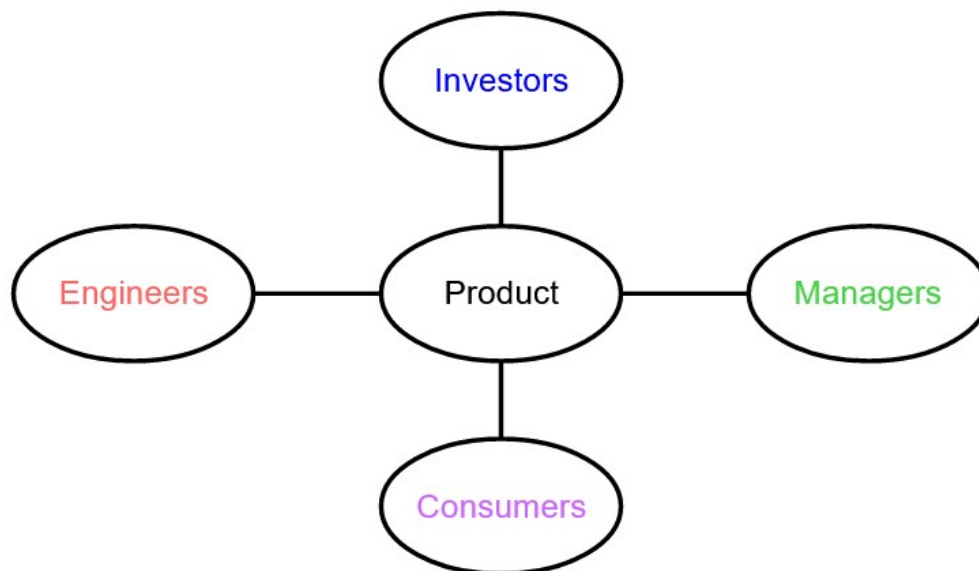 Investors
Engineers
Product
Managers
Consumers